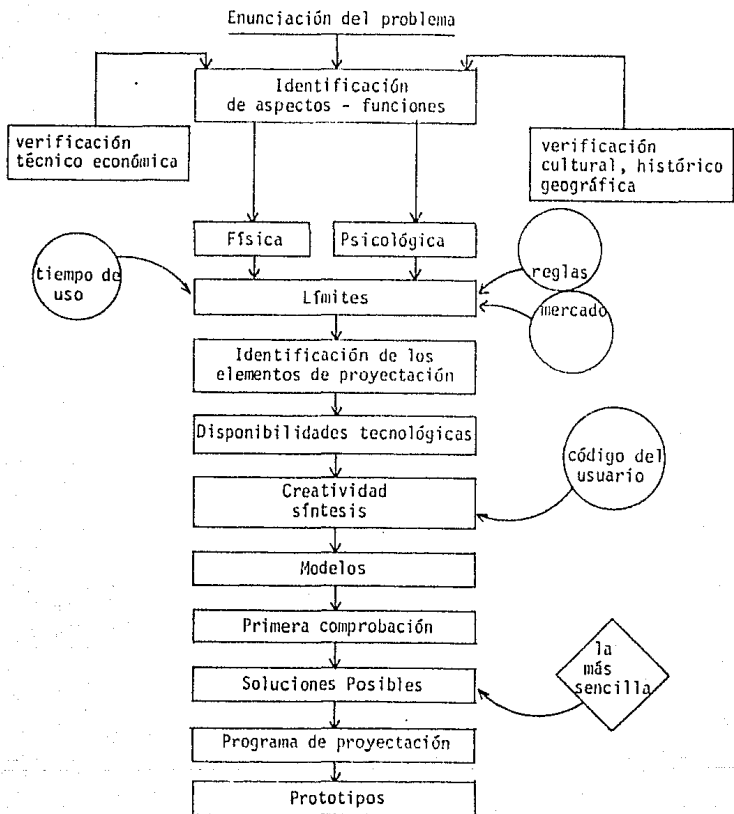 Enunciación del problema
Identificación
de aspectos - funciones
verificación
técnico económica
verificación
cultural, histórico
geográfica
Física
Psicológica
tiempo de
uso
reglas
mercado
Límites
Identificación de los
elementos de proyectación
Disponibilidades tecnológicas
código del
usuario
Creatividad
síntesis
Modelos
Primera comprobación
la
más
sencilla
Soluciones Posibles
Programa de proyectación
Prototipos